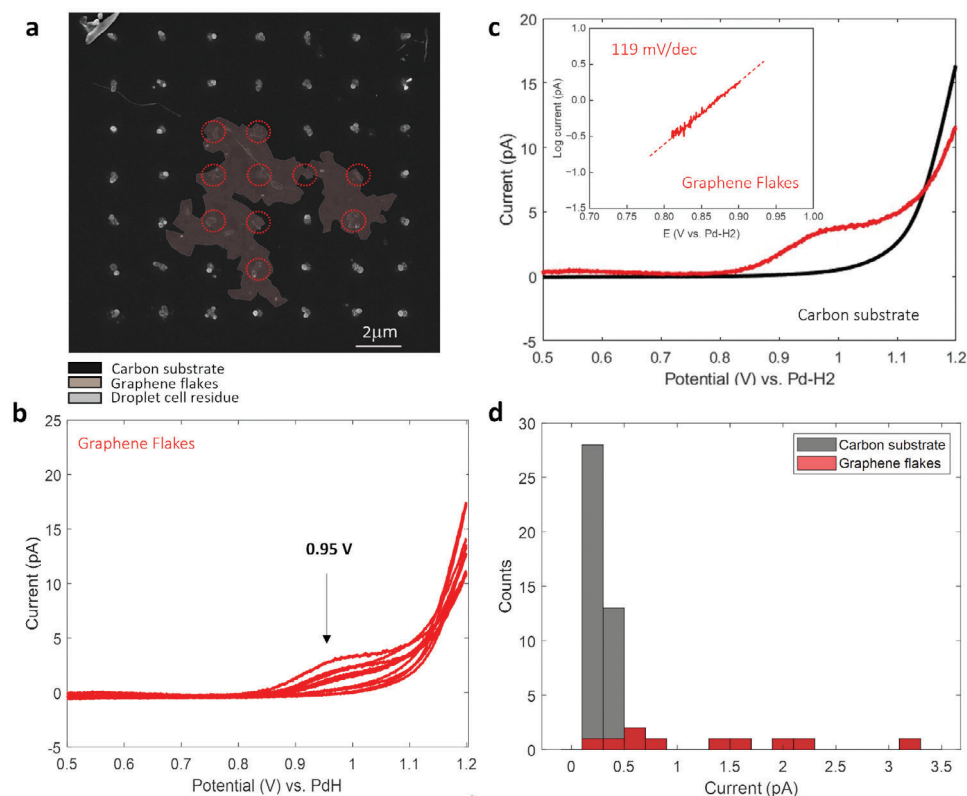 a
2μm
Carbon substrate
Graphene flakes
Droplet cell residue
b
25
20
15
10
5
0
-5
Current (pA)
Graphene Flakes
0.95 V
0.5 0.6 0.7 0.8 0.9 1 1.1 1.2
Potential (V) vs. PdH
c
20
15
10
5
0
-5
Current (pA)
1.0
0.5
0.0
−0.5
−1.0
−1.5
Log current (pA)
119 mV/dec
Graphene Flakes
0.70 0.75 0.80 0.85 0.90 0.95 1.00
E (V vs. Pd-H2)
Carbon substrate
0.5 0.6 0.7 0.8 0.9 1 1.1 1.2
Potential (V) vs. Pd-H2
d
30
25
20
15
10
5
0
Counts
Carbon substrate
Graphene flakes
0 0.5 1 1.5 2 2.5 3 3.5
Current (pA)